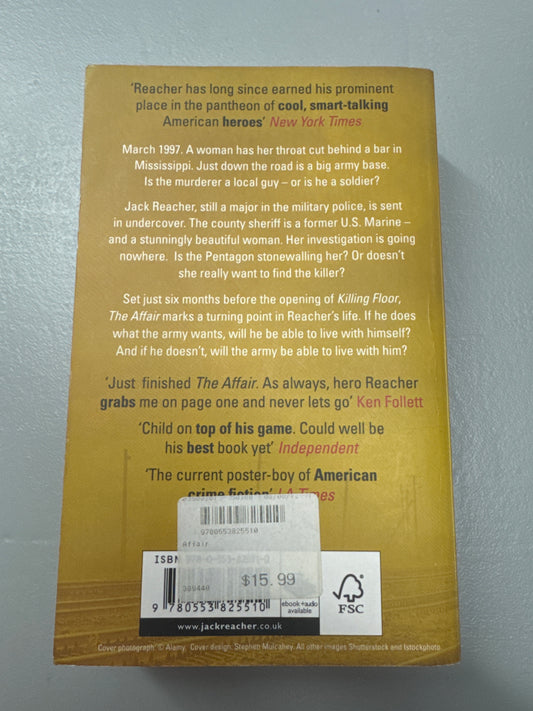 ‘Reacher has long since earned his prominent
place in the pantheon of cool, smart-talking
American heroes’ New York Times
March 1997. A woman has her throat cut behind a bar in
Mississippi. Just down the road is a big army base.
Is the murderer a local guy – or is he a soldier?
Jack Reacher, still a major in the military police, is sent
in undercover. The county sheriff is a former U.S. Marine –
and a stunningly beautiful woman. Her investigation is going
nowhere. Is the Pentagon stonewalling her? Or doesn’t
she really want to find the killer?
Set just six months before the opening of Killing Floor,
The Affair marks a turning point in Reacher’s life. If he does
what the army wants, will he be able to live with himself?
And if he doesn’t, will the army be able to live with him?
‘Just finished The Affair. As always, hero Reacher
grabs me on page one and never lets go’ Ken Follett
‘Child on top of his game. Could well be
his best book yet’ Independent
‘The current poster-boy of American
crime fiction’ LA Times
9780553825510
Affair
ISBN 978-0-553-82551-0
309440
$15.99
9 780553 825510
ebook + audio
available
FSC
www.jackreacher.co.uk
Cover photograph: © Alamy. Cover design: Stephen Mulcahey. All other images Shutterstock and Istockphoto